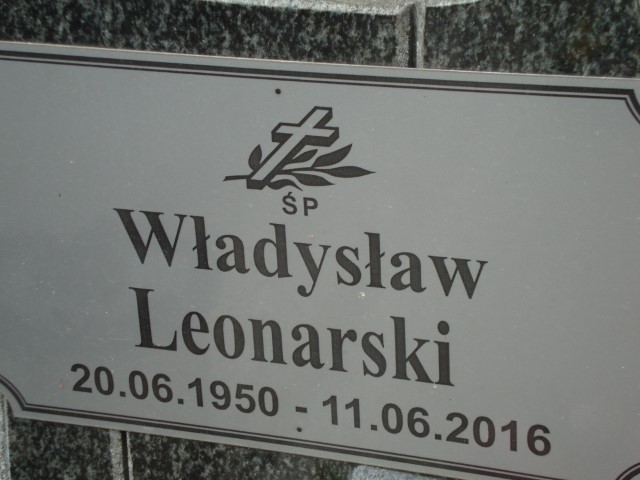 ŚP
Władysław
Leonarski
20.06.1950 - 11.06.2016